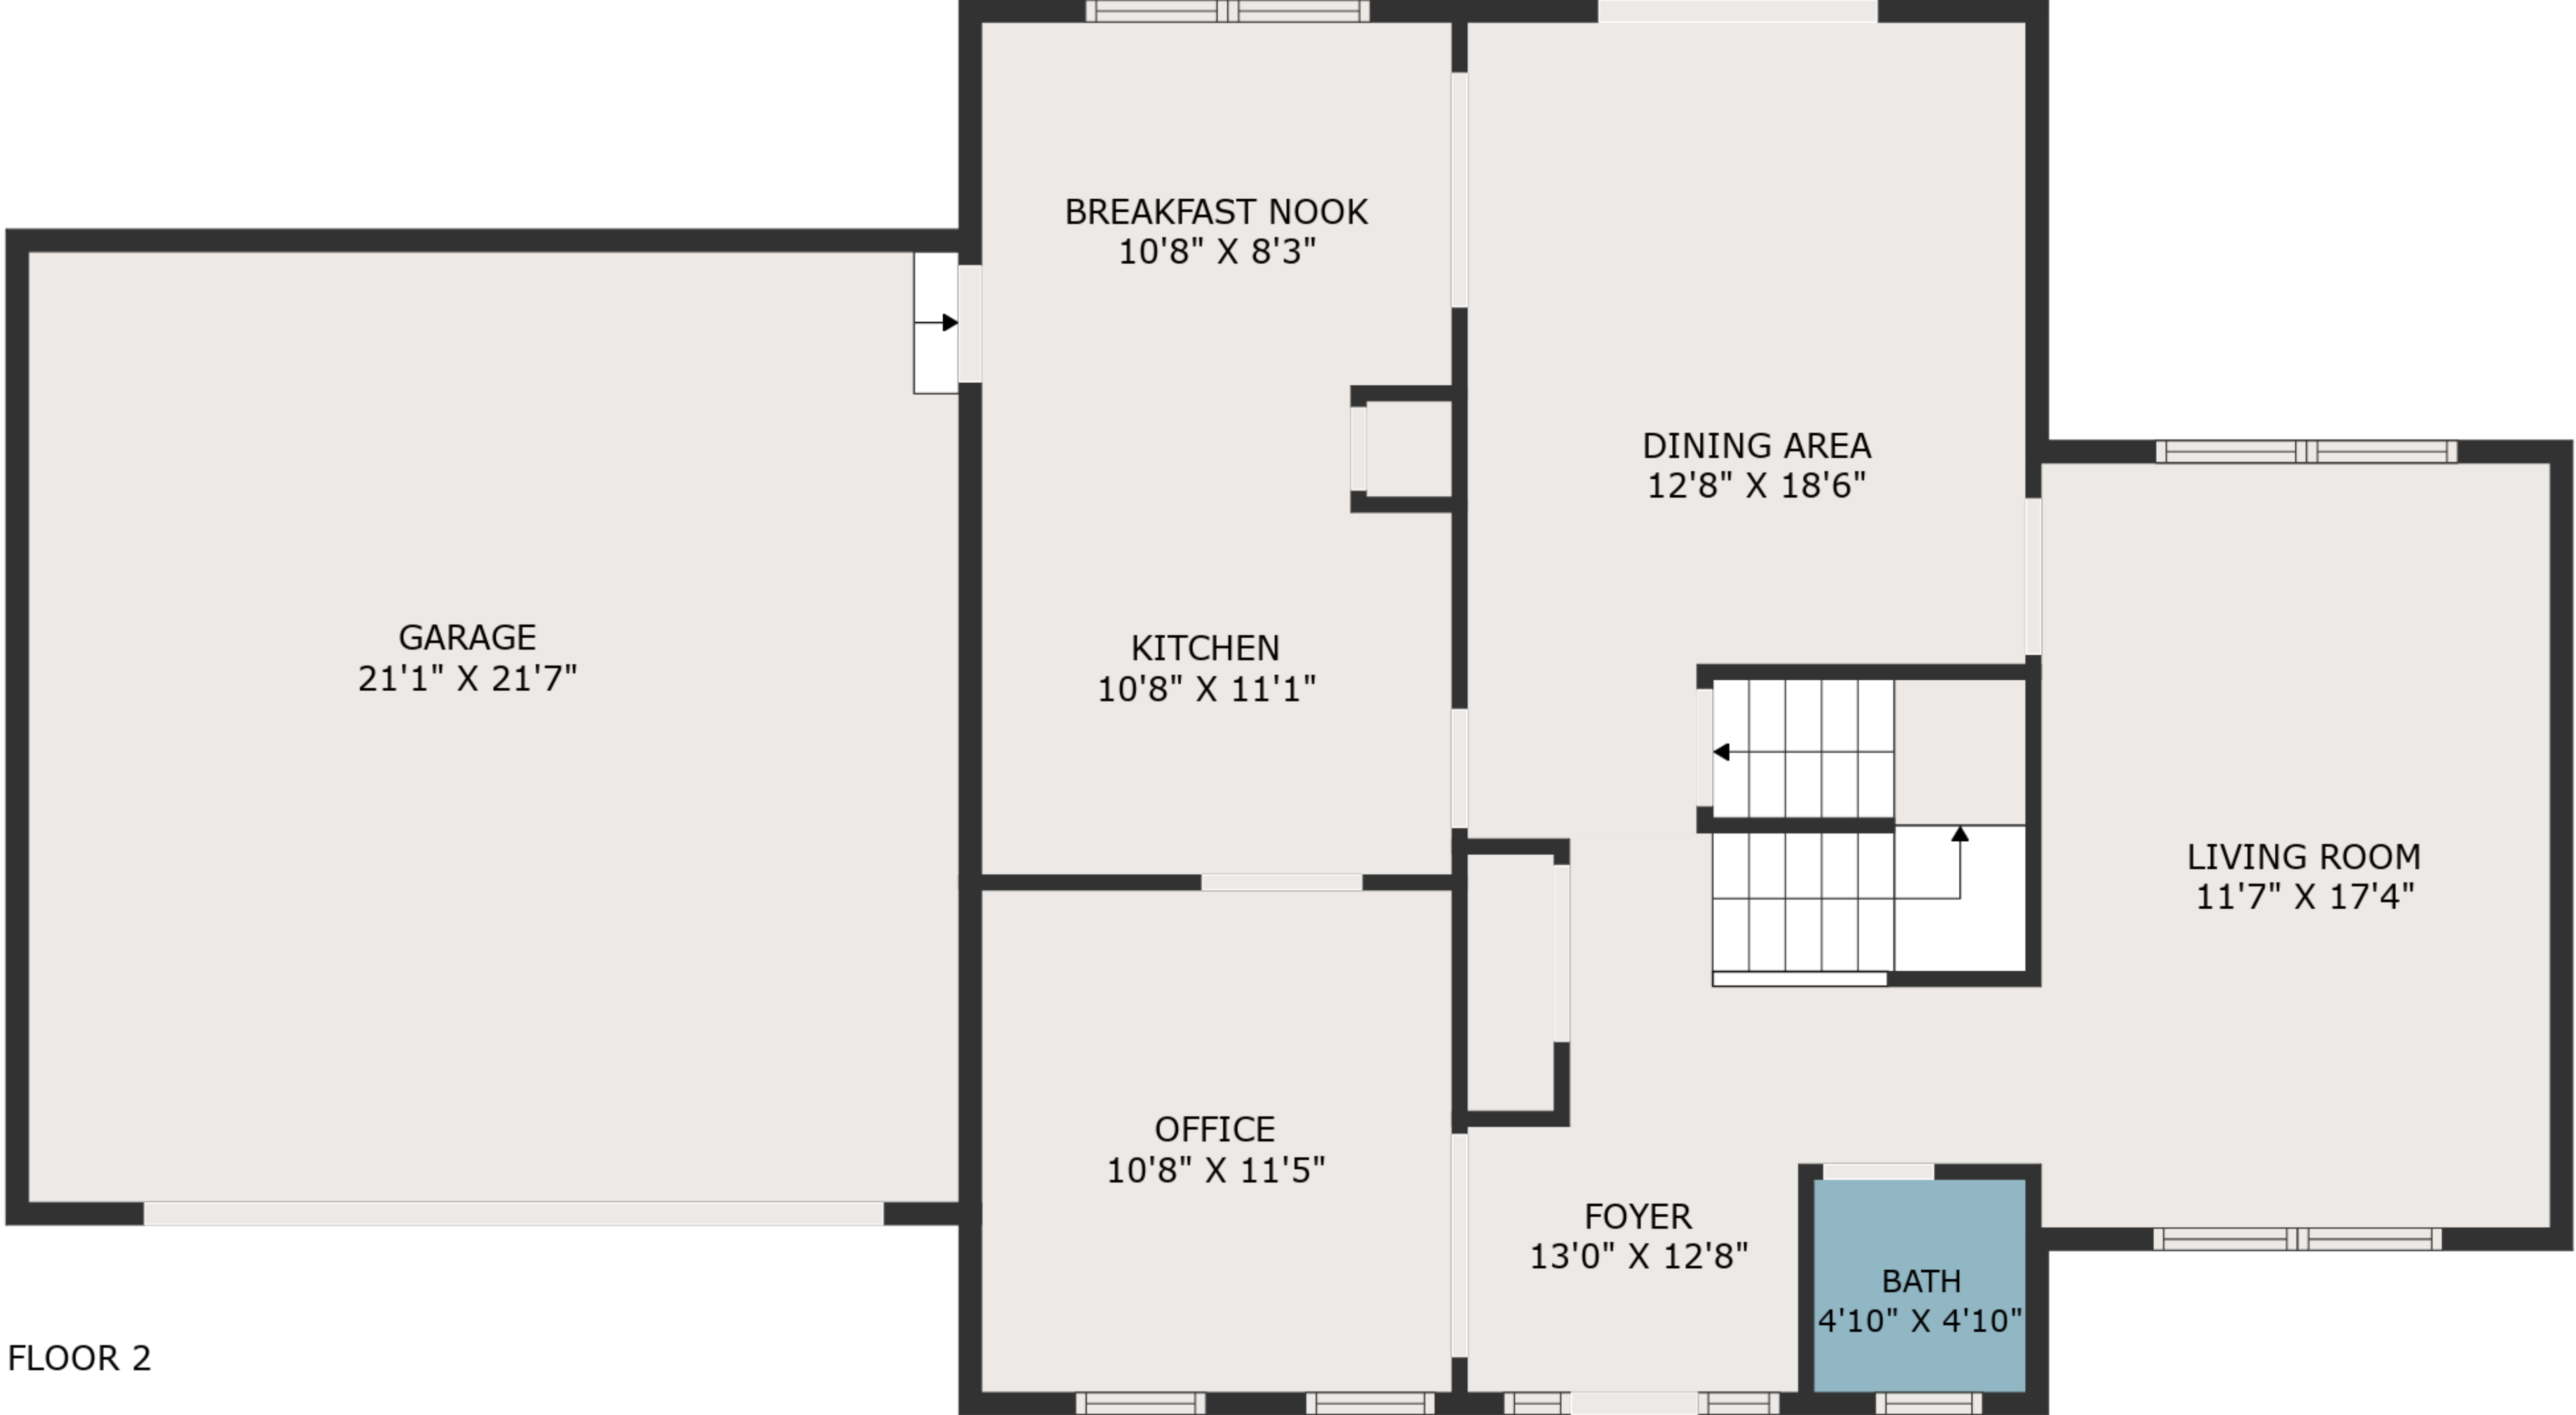 BREAKFAST NOOK
10'8" X 8'3"
DINING AREA
12'8" X 18'6"
GARAGE
21'1" X 21'7"
KITCHEN
10'8" X 11'1"
LIVING ROOM
11'7" X 17'4"
OFFICE
10'8" X 11'5"
FOYER
13'0" X 12'8"
BATH
4'10" X 4'10"
FLOOR 2